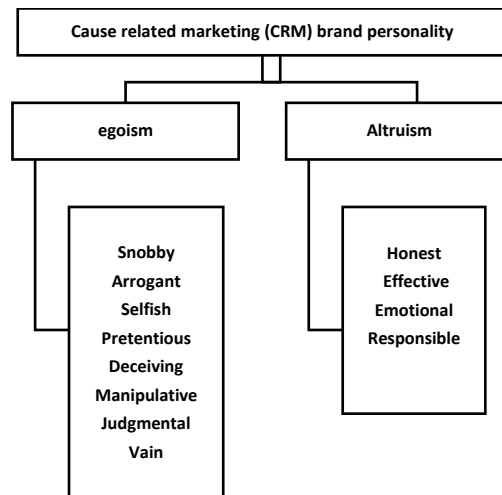 Cause related marketing (CRM) brand personality
egoism
Altruism
Snobby
Arrogant
Selfish
Pretentious
Deceiving
Manipulative
Judgmental
Vain
Honest
Effective
Emotional
Responsible